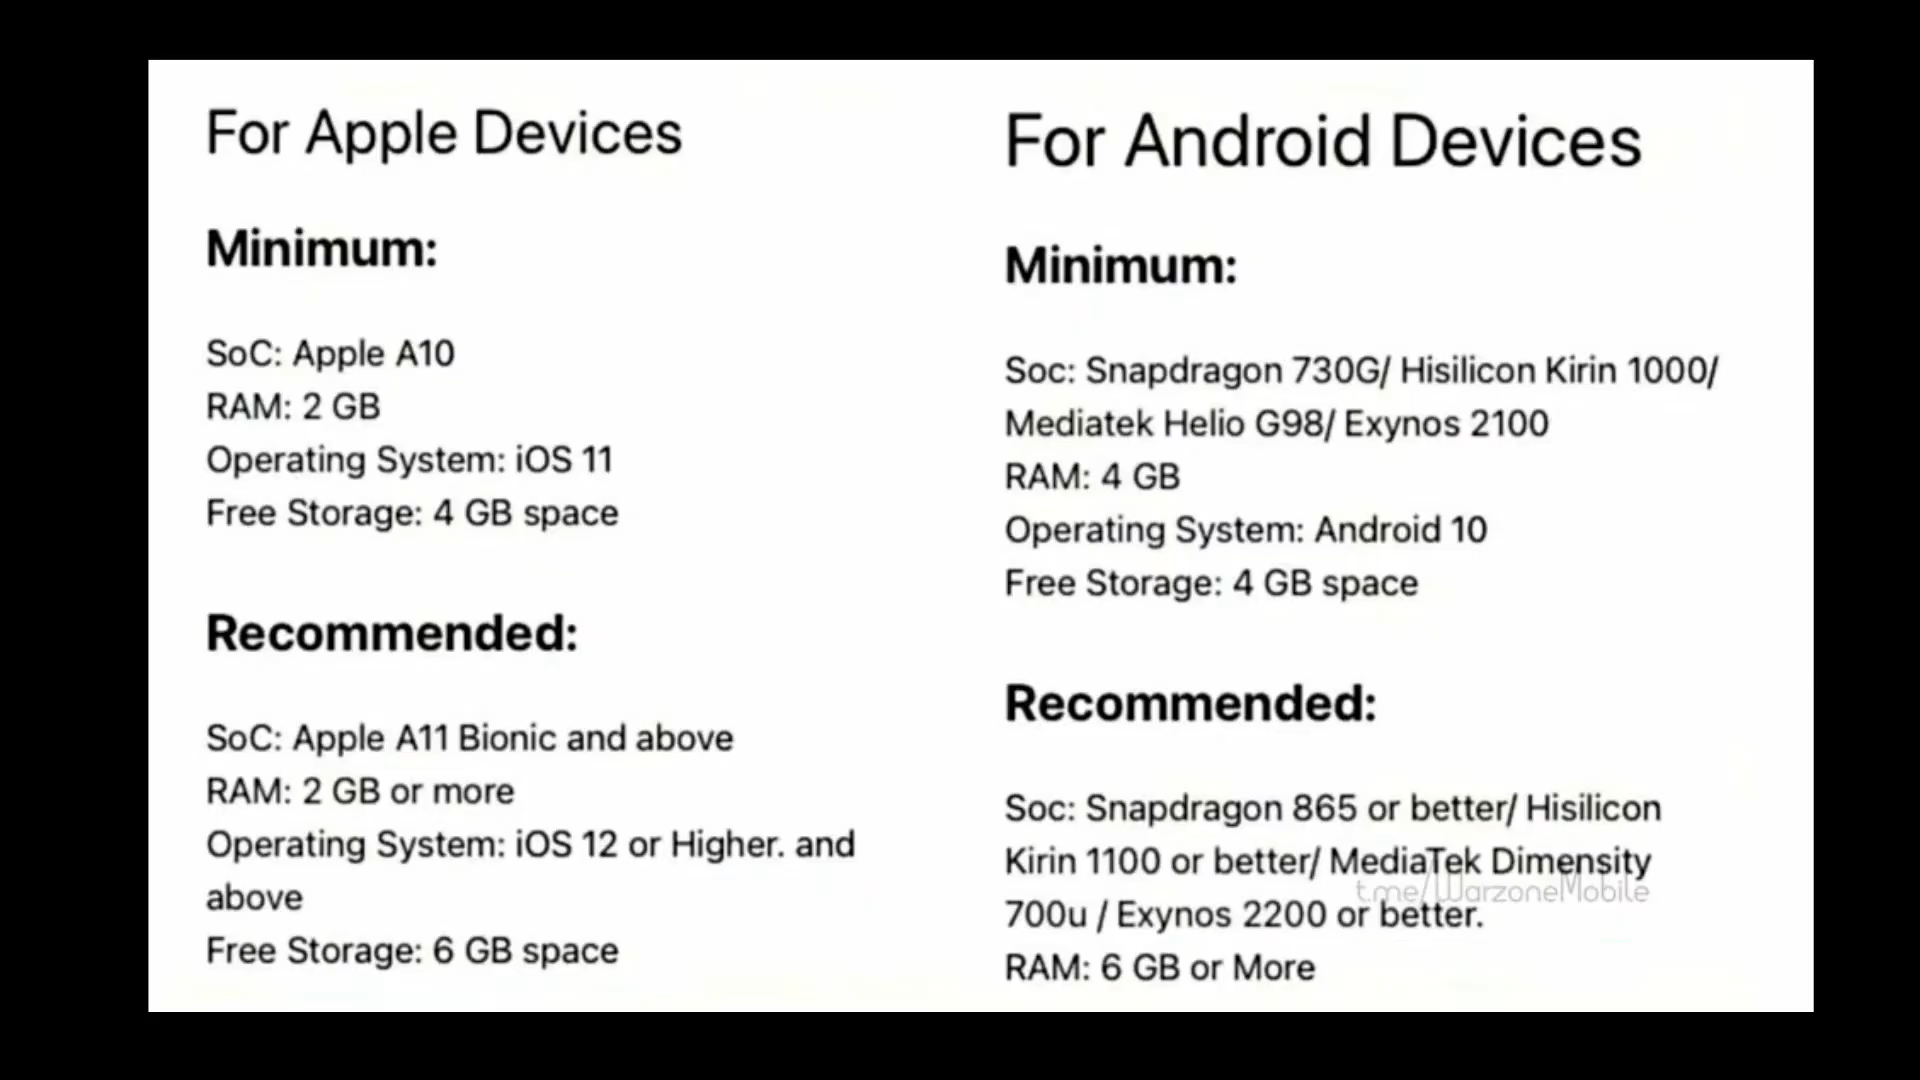 For Apple Devices
Minimum:
SoC: Apple A10
RAM: 2 GB
Operating System: iOS 11
Free Storage: 4 GB space
Recommended:
SoC: Apple A11 Bionic and above
RAM: 2 GB or more
Operating System: iOS 12 or Higher. and
above
Free Storage: 6 GB space
For Android Devices
Minimum:
Soc: Snapdragon 730G/ Hisilicon Kirin 1000/
Mediatek Helio G98/ Exynos 2100
RAM: 4 GB
Operating System: Android 10
Free Storage: 4 GB space
Recommended:
Soc: Snapdragon 865 or better/ Hisilicon
Kirin 1100 or better/ MediaTek Dimensity
t.me/WarzoneMobile
700u / Exynos 2200 or better.
RAM: 6 GB or More